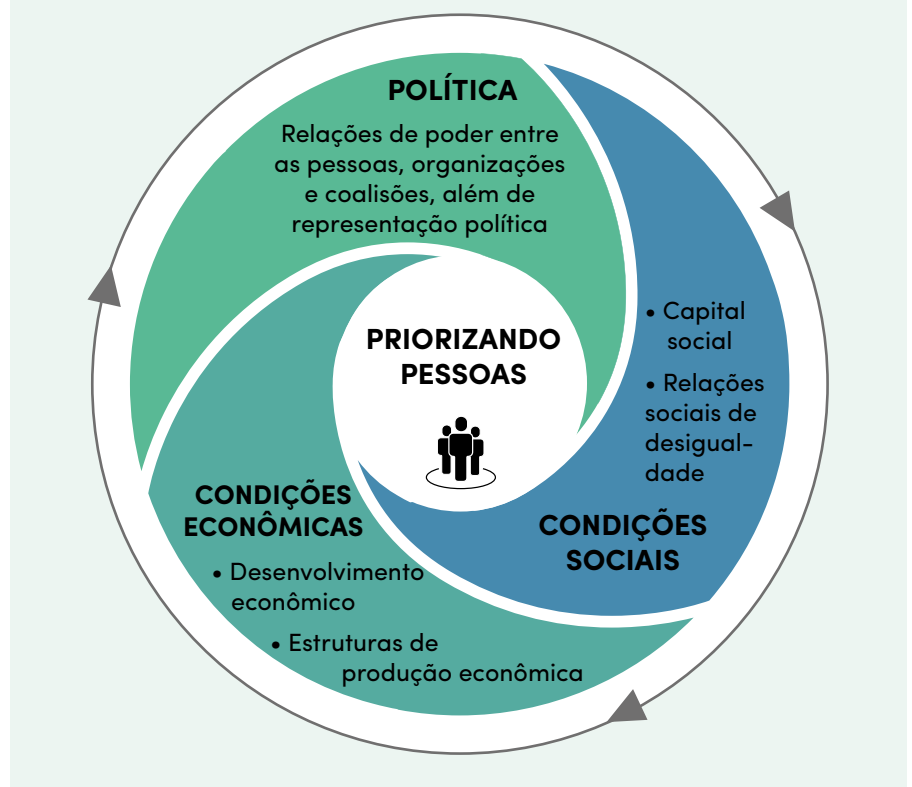 POLÍTICA
Relações de poder entre
as pessoas, organizações
e coalisões, além de
representação política
• Capital
social
• Relações
sociais de
desigual-
dade
CONDIÇÕES
SOCIAIS
PRIORIZANDO
PESSOAS
CONDIÇÕES
ECONÔMICAS
• Desenvolvimento
econômico
• Estruturas de
produção econômica